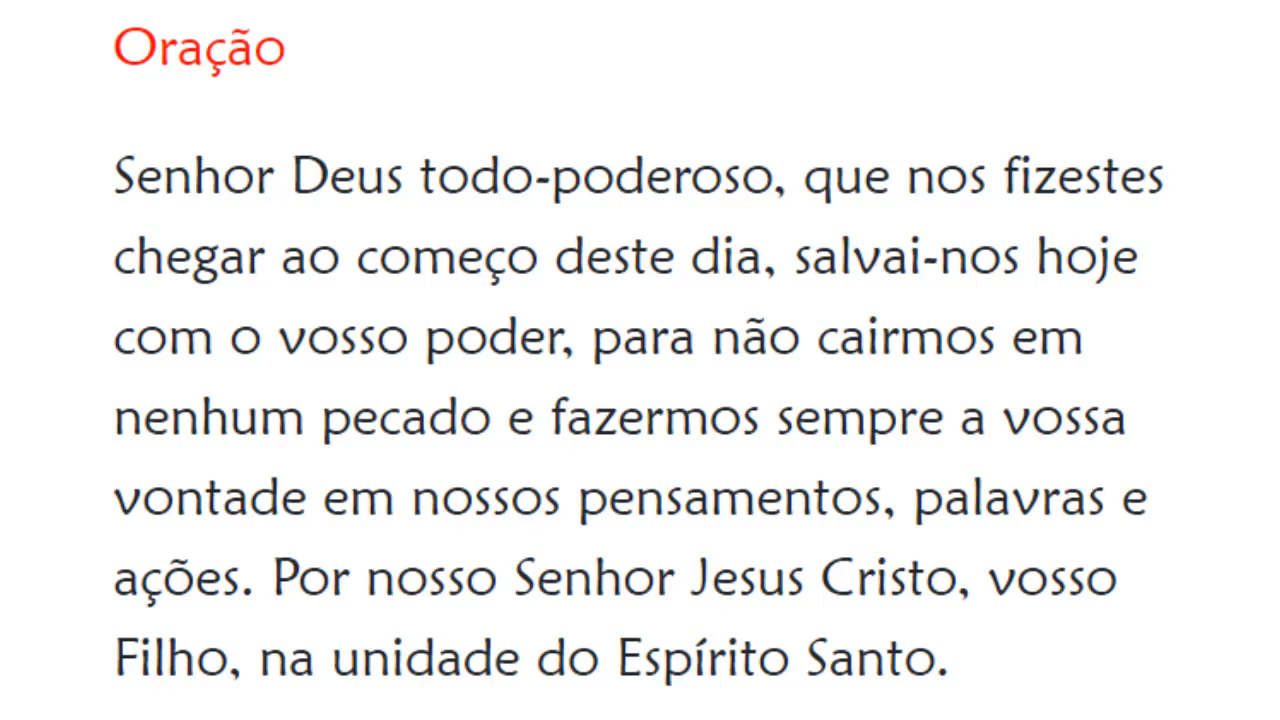 Oração
Senhor Deus todo-poderoso, que nos fizestes
chegar ao começo deste dia, salvai-nos hoje
com o vosso poder, para não cairmos em
nenhum pecado e fazermos sempre a vossa
vontade em nossos pensamentos, palavras e
ações. Por nosso Senhor Jesus Cristo, vosso
Filho, na unidade do Espírito Santo.